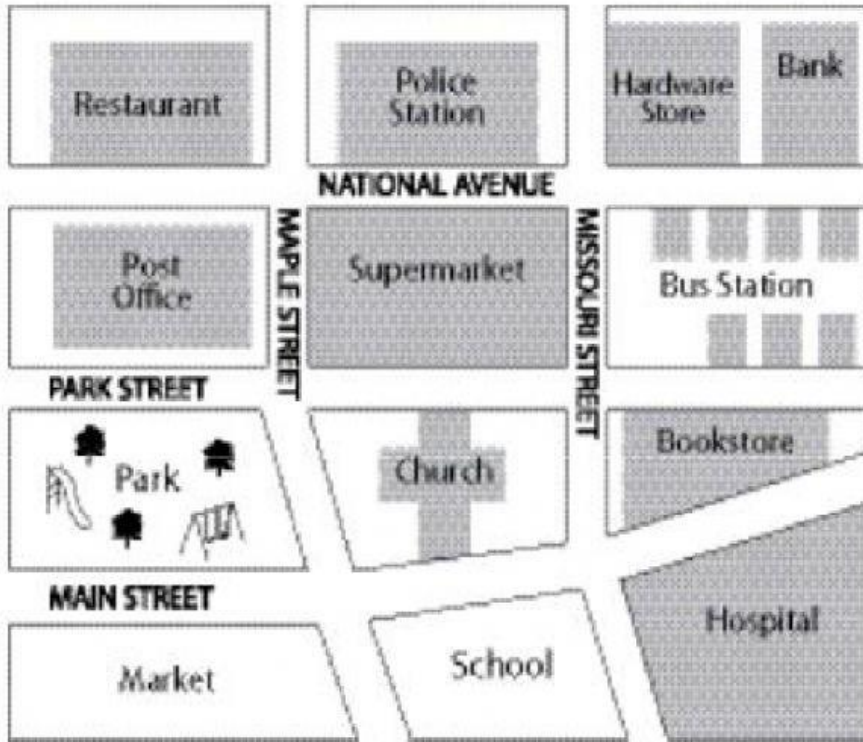 Restaurant
Police
Station
Hardware
Store
Bank
NATIONAL AVENUE
Post
Office
MAPLE STREET
Supermarket
MISSOURI STREET
Bus Station
PARK STREET
Park
Church
Bookstore
MAIN STREET
Market
School
Hospital